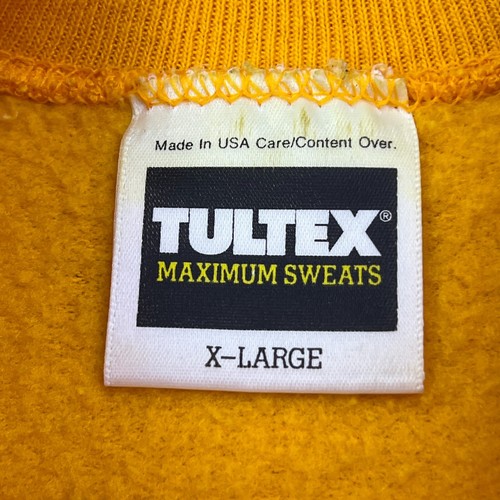 Made In USA Care/Content Over.
TULTEX®
MAXIMUM SWEATS
X-LARGE